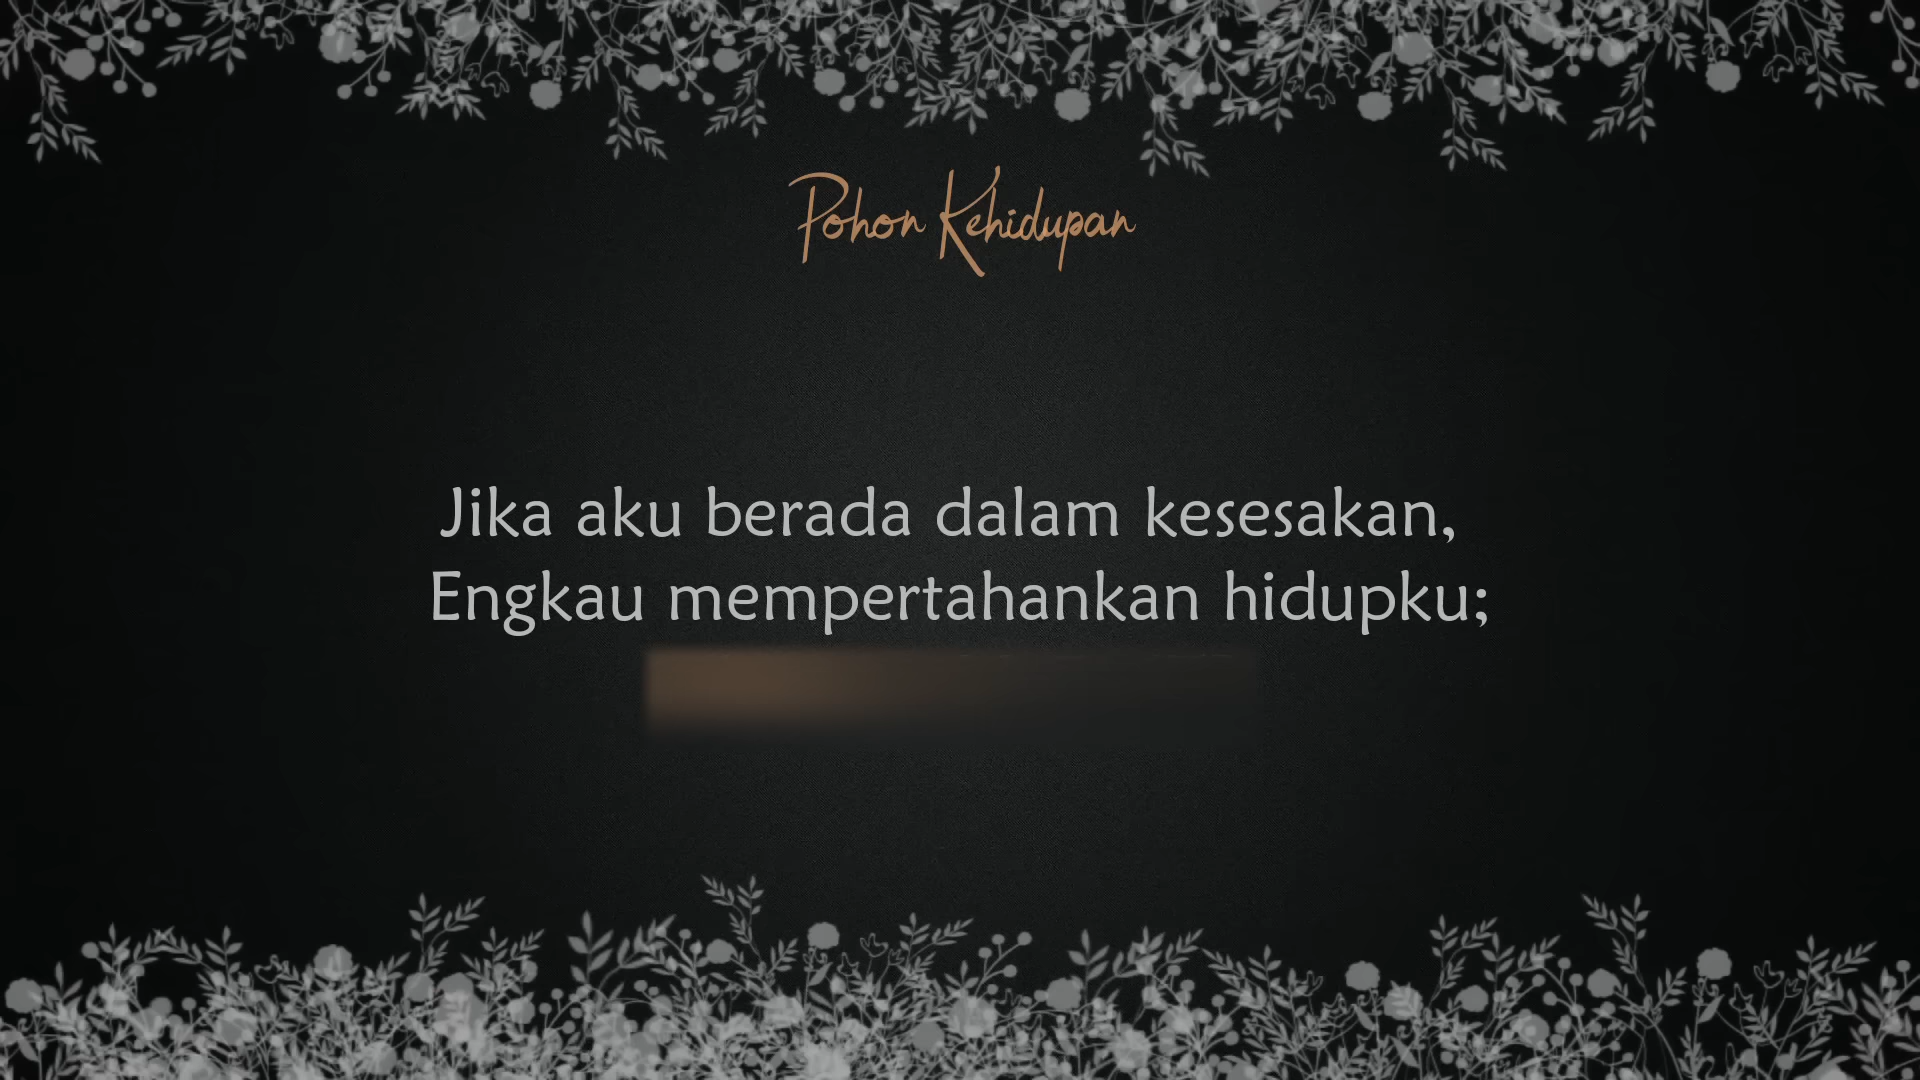 Pohon Kehidupan
Jika aku berada dalam kesesakan,
Engkau mempertahankan hidupku;